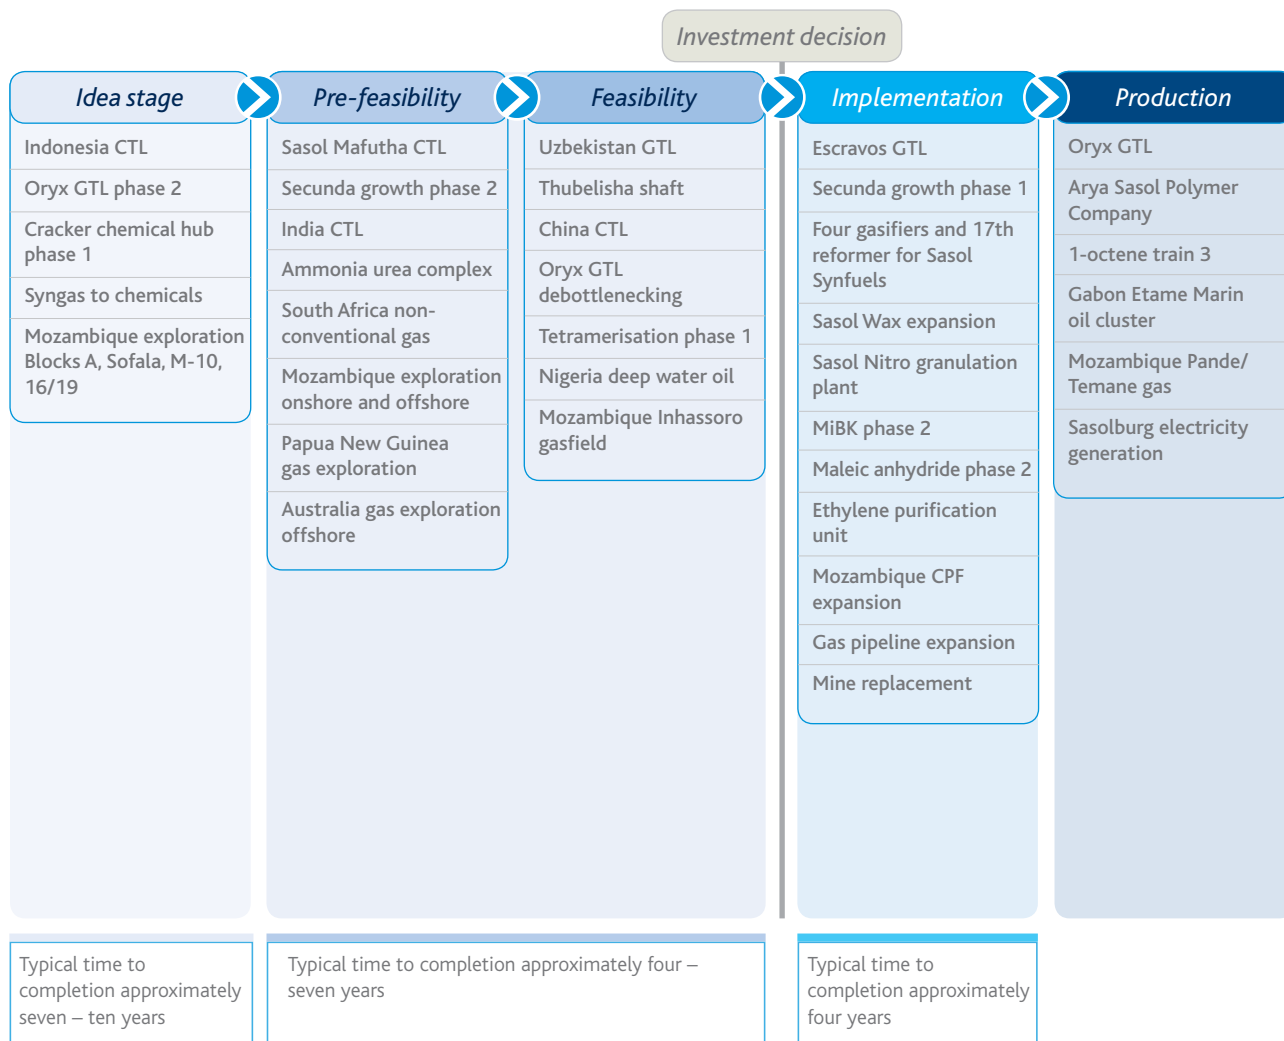 Investment decision
Idea stage
Pre-feasibility
Feasibility
Implementation
Production
Indonesia CTL
Oryx GTL phase 2
Cracker chemical hub
phase 1
Syngas to chemicals
Mozambique exploration
Blocks A, Sofala, M-10,
16/19
Sasol Mafutha CTL
Secunda growth phase 2
India CTL
Ammonia urea complex
South Africa non-
conventional gas
Mozambique exploration
onshore and offshore
Papua New Guinea
gas exploration
Australia gas exploration
offshore
Uzbekistan GTL
Thubelisha shaft
China CTL
Oryx GTL
debottlenecking
Tetramerisation phase 1
Nigeria deep water oil
Mozambique Inhassoro
gasfield
Escravos GTL
Secunda growth phase 1
Four gasifiers and 17th
reformer for Sasol
Synfuels
Sasol Wax expansion
Sasol Nitro granulation
plant
MiBK phase 2
Maleic anhydride phase 2
Ethylene purification
unit
Mozambique CPF
expansion
Gas pipeline expansion
Mine replacement
Oryx GTL
Arya Sasol Polymer
Company
1-octene train 3
Gabon Etame Marin
oil cluster
Mozambique Pande/
Temane gas
Sasolburg electricity
generation
Typical time to
completion approximately
seven – ten years
Typical time to completion approximately four –
seven years
Typical time to
completion approximately
four years